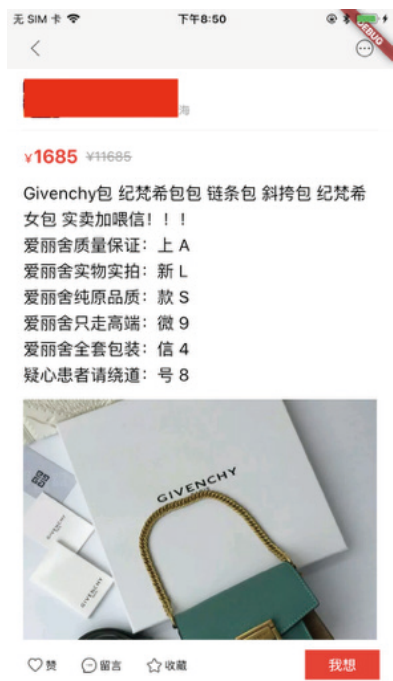 无 SIM 卡
下午8:50
DEBUG
海
¥1685 ¥11685
Givenchy包 纪梵希包包 链条包 斜挎包 纪梵希
女包 实卖加喂信！！！
爱丽舍质量保证：上 A
爱丽舍实物实拍：新 L
爱丽舍纯原品质：款 S
爱丽舍只走高端：微 9
爱丽舍全套包装：信 4
疑心患者请绕道：号 8
GIVENCHY
GIVENCHY
赞 留言 收藏 我想